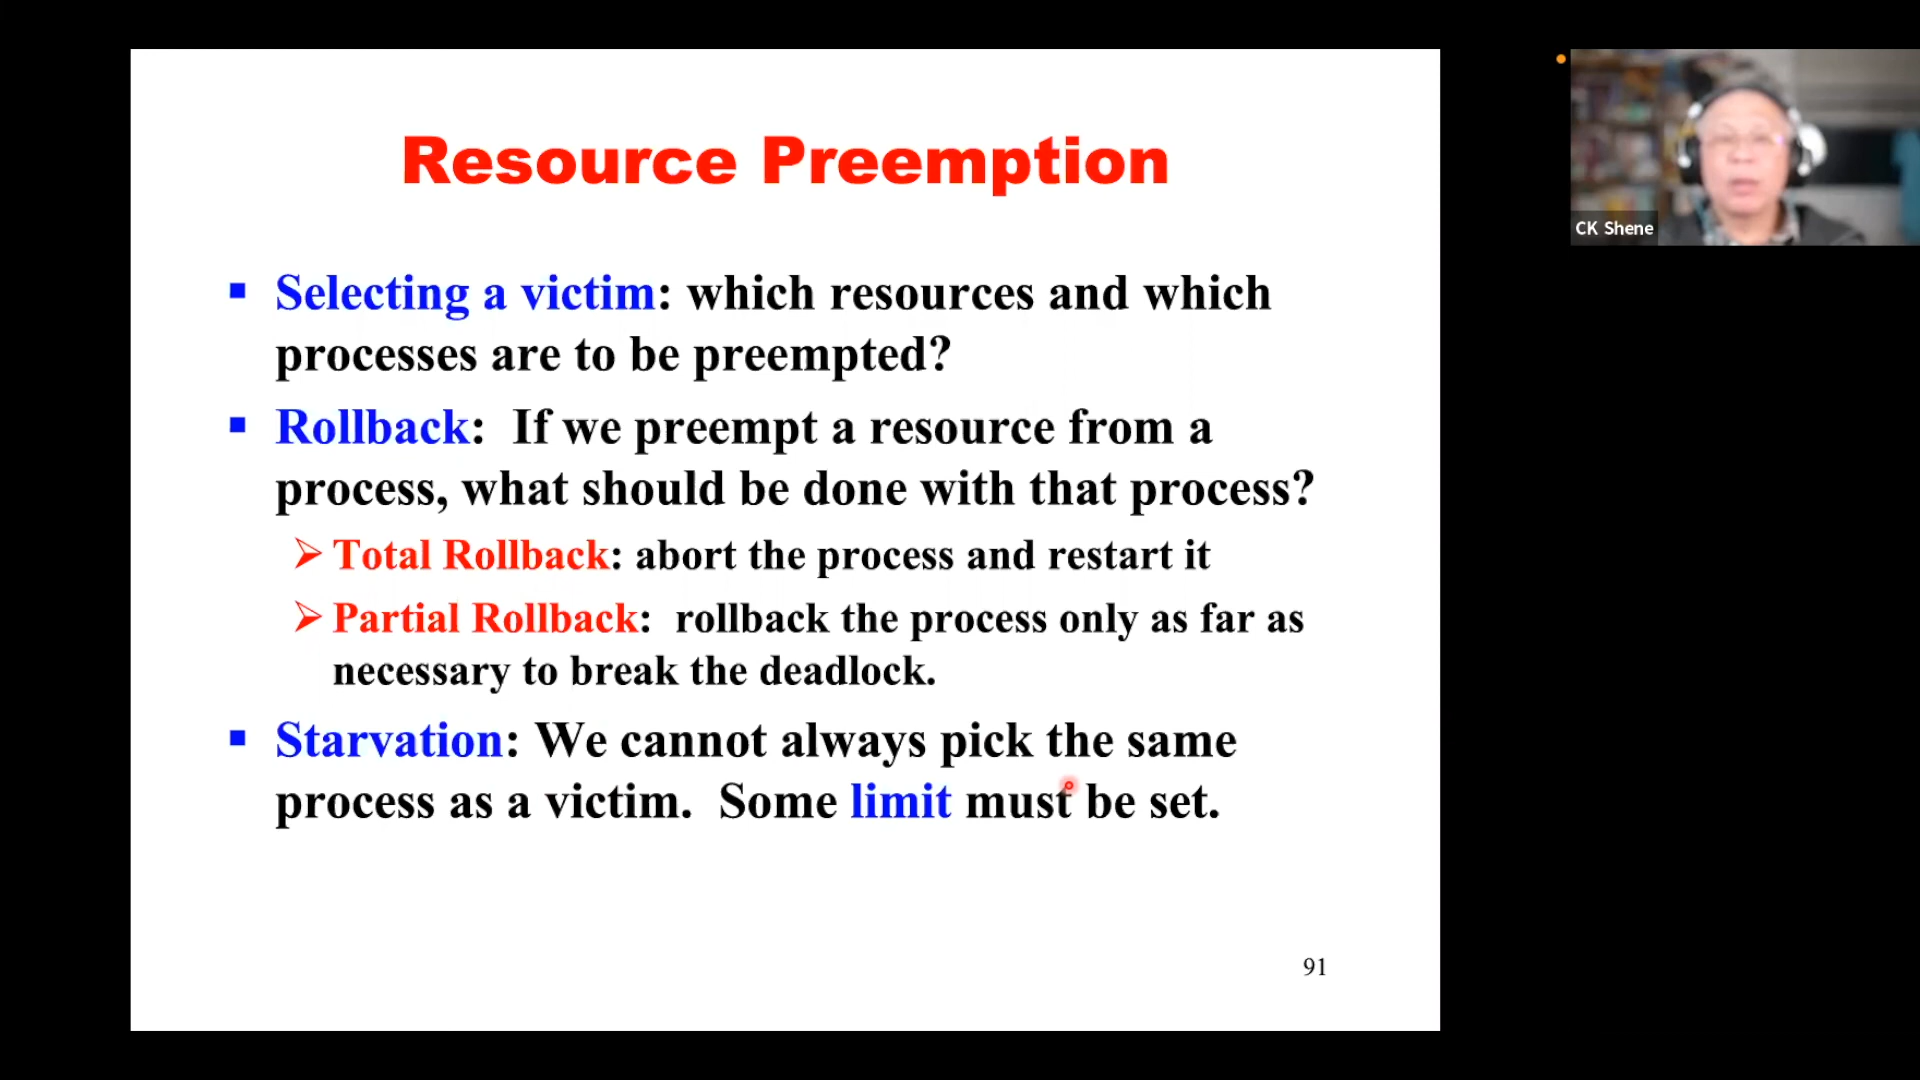 Resource Preemption
▪ Selecting a victim: which resources and which
processes are to be preempted?
▪ Rollback: If we preempt a resource from a
process, what should be done with that process?
➢ Total Rollback: abort the process and restart it
➢ Partial Rollback: rollback the process only as far as
necessary to break the deadlock.
▪ Starvation: We cannot always pick the same
process as a victim. Some limit must be set.
91
CK Shene